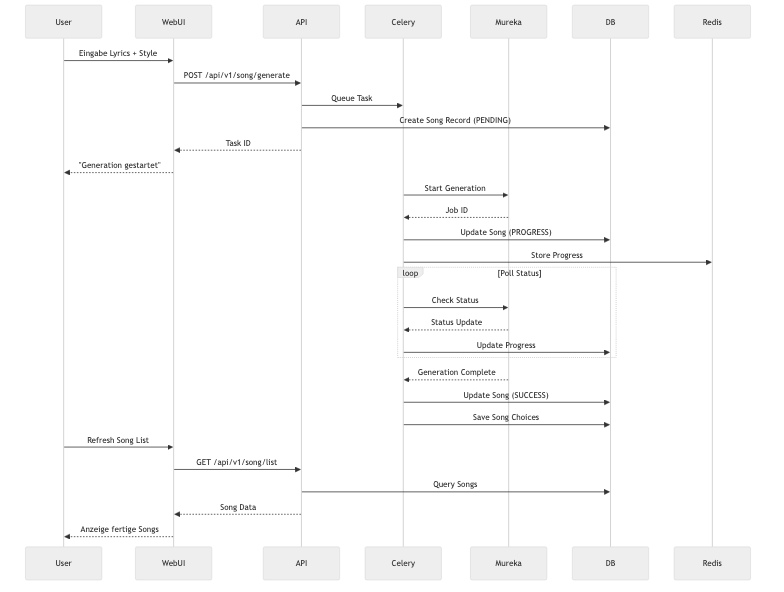 User WebUI API Celery Mureka DB Redis
Eingabe Lyrics + Style
POST /api/v1/song/generate
Queue Task
Create Song Record (PENDING)
Task ID
"Generation gestartet"
Start Generation
Job ID
Update Song (PROGRESS)
Store Progress
loop [Poll Status]
Check Status
Status Update
Update Progress
Generation Complete
Update Song (SUCCESS)
Save Song Choices
Refresh Song List
GET /api/v1/song/list
Query Songs
Song Data
Anzeige fertige Songs
User WebUI API Celery Mureka DB Redis